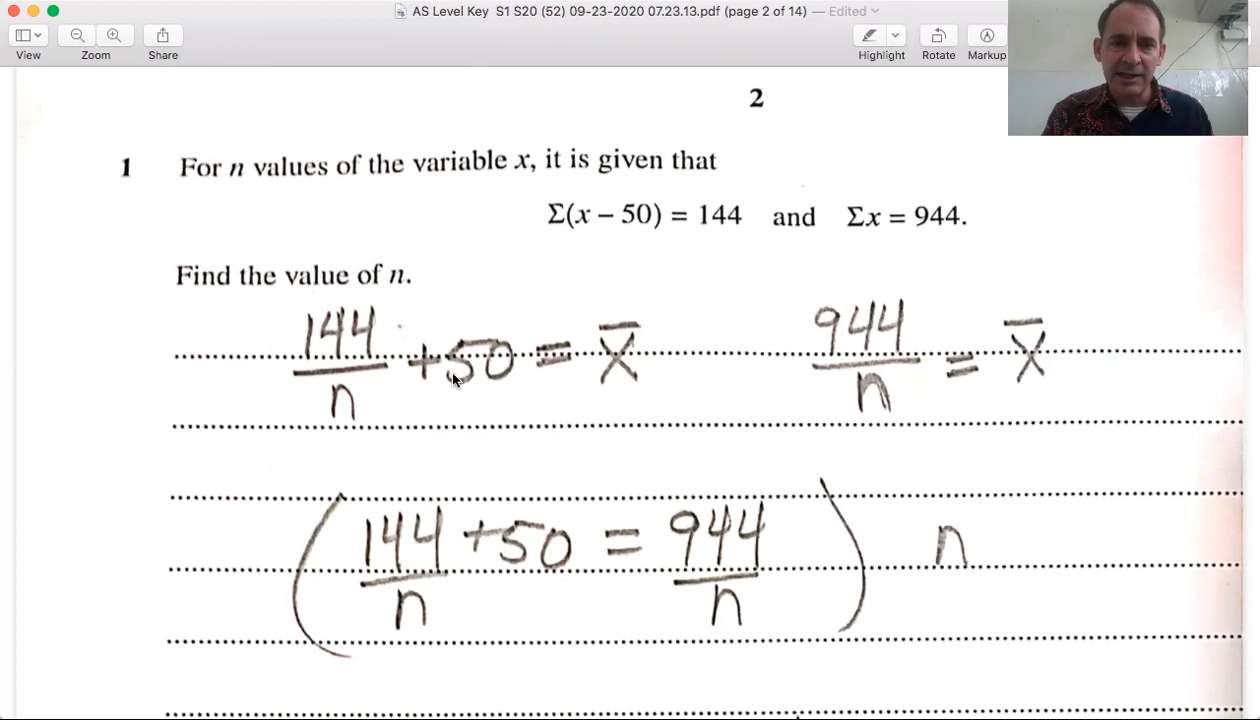 AS Level Key S1 S20 (52) 09-23-2020 07.23.13.pdf (page 2 of 14) — Edited
View Zoom Share Highlight Rotate Markup
2
1 For n values of the variable x, it is given that
Σ(x – 50) = 144 and Σx = 944.
Find the value of n.
144/n +50 = x̄ 944/n = x̄
(144/n +50 = 944/n) n